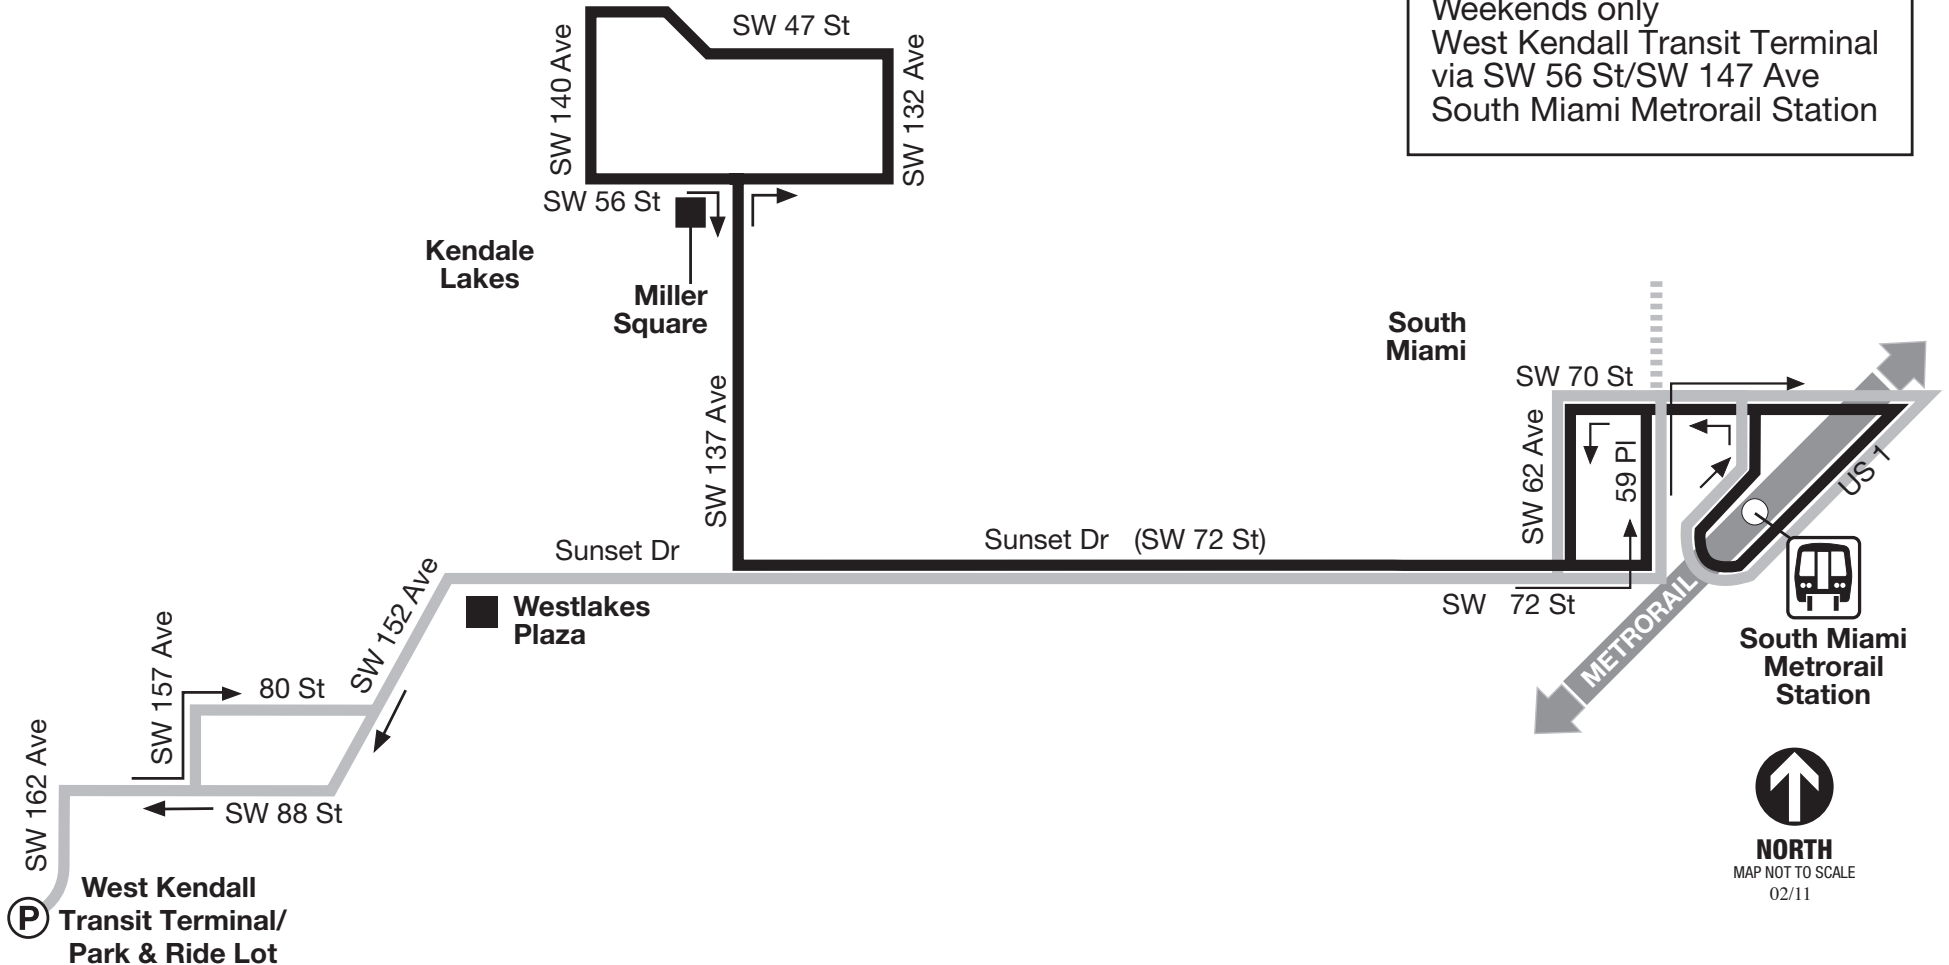 Weekends only
West Kendall Transit Terminal
via SW 56 St/SW 147 Ave
South Miami Metrorail Station
SW 47 St
SW 140 Ave
SW 132 Ave
SW 56 St
Kendale
Lakes
Miller
Square
SW 137 Ave
South
Miami
SW 70 St
SW 62 Ave
59 Pl
US 1
Sunset Dr
Sunset Dr (SW 72 St)
SW 72 St
Westlakes
Plaza
SW 152 Ave
SW 157 Ave
80 St
SW 162 Ave
SW 88 St
METRORAIL
South Miami
Metrorail
Station
NORTH
MAP NOT TO SCALE
02/11
P
West Kendall
Transit Terminal/
Park & Ride Lot